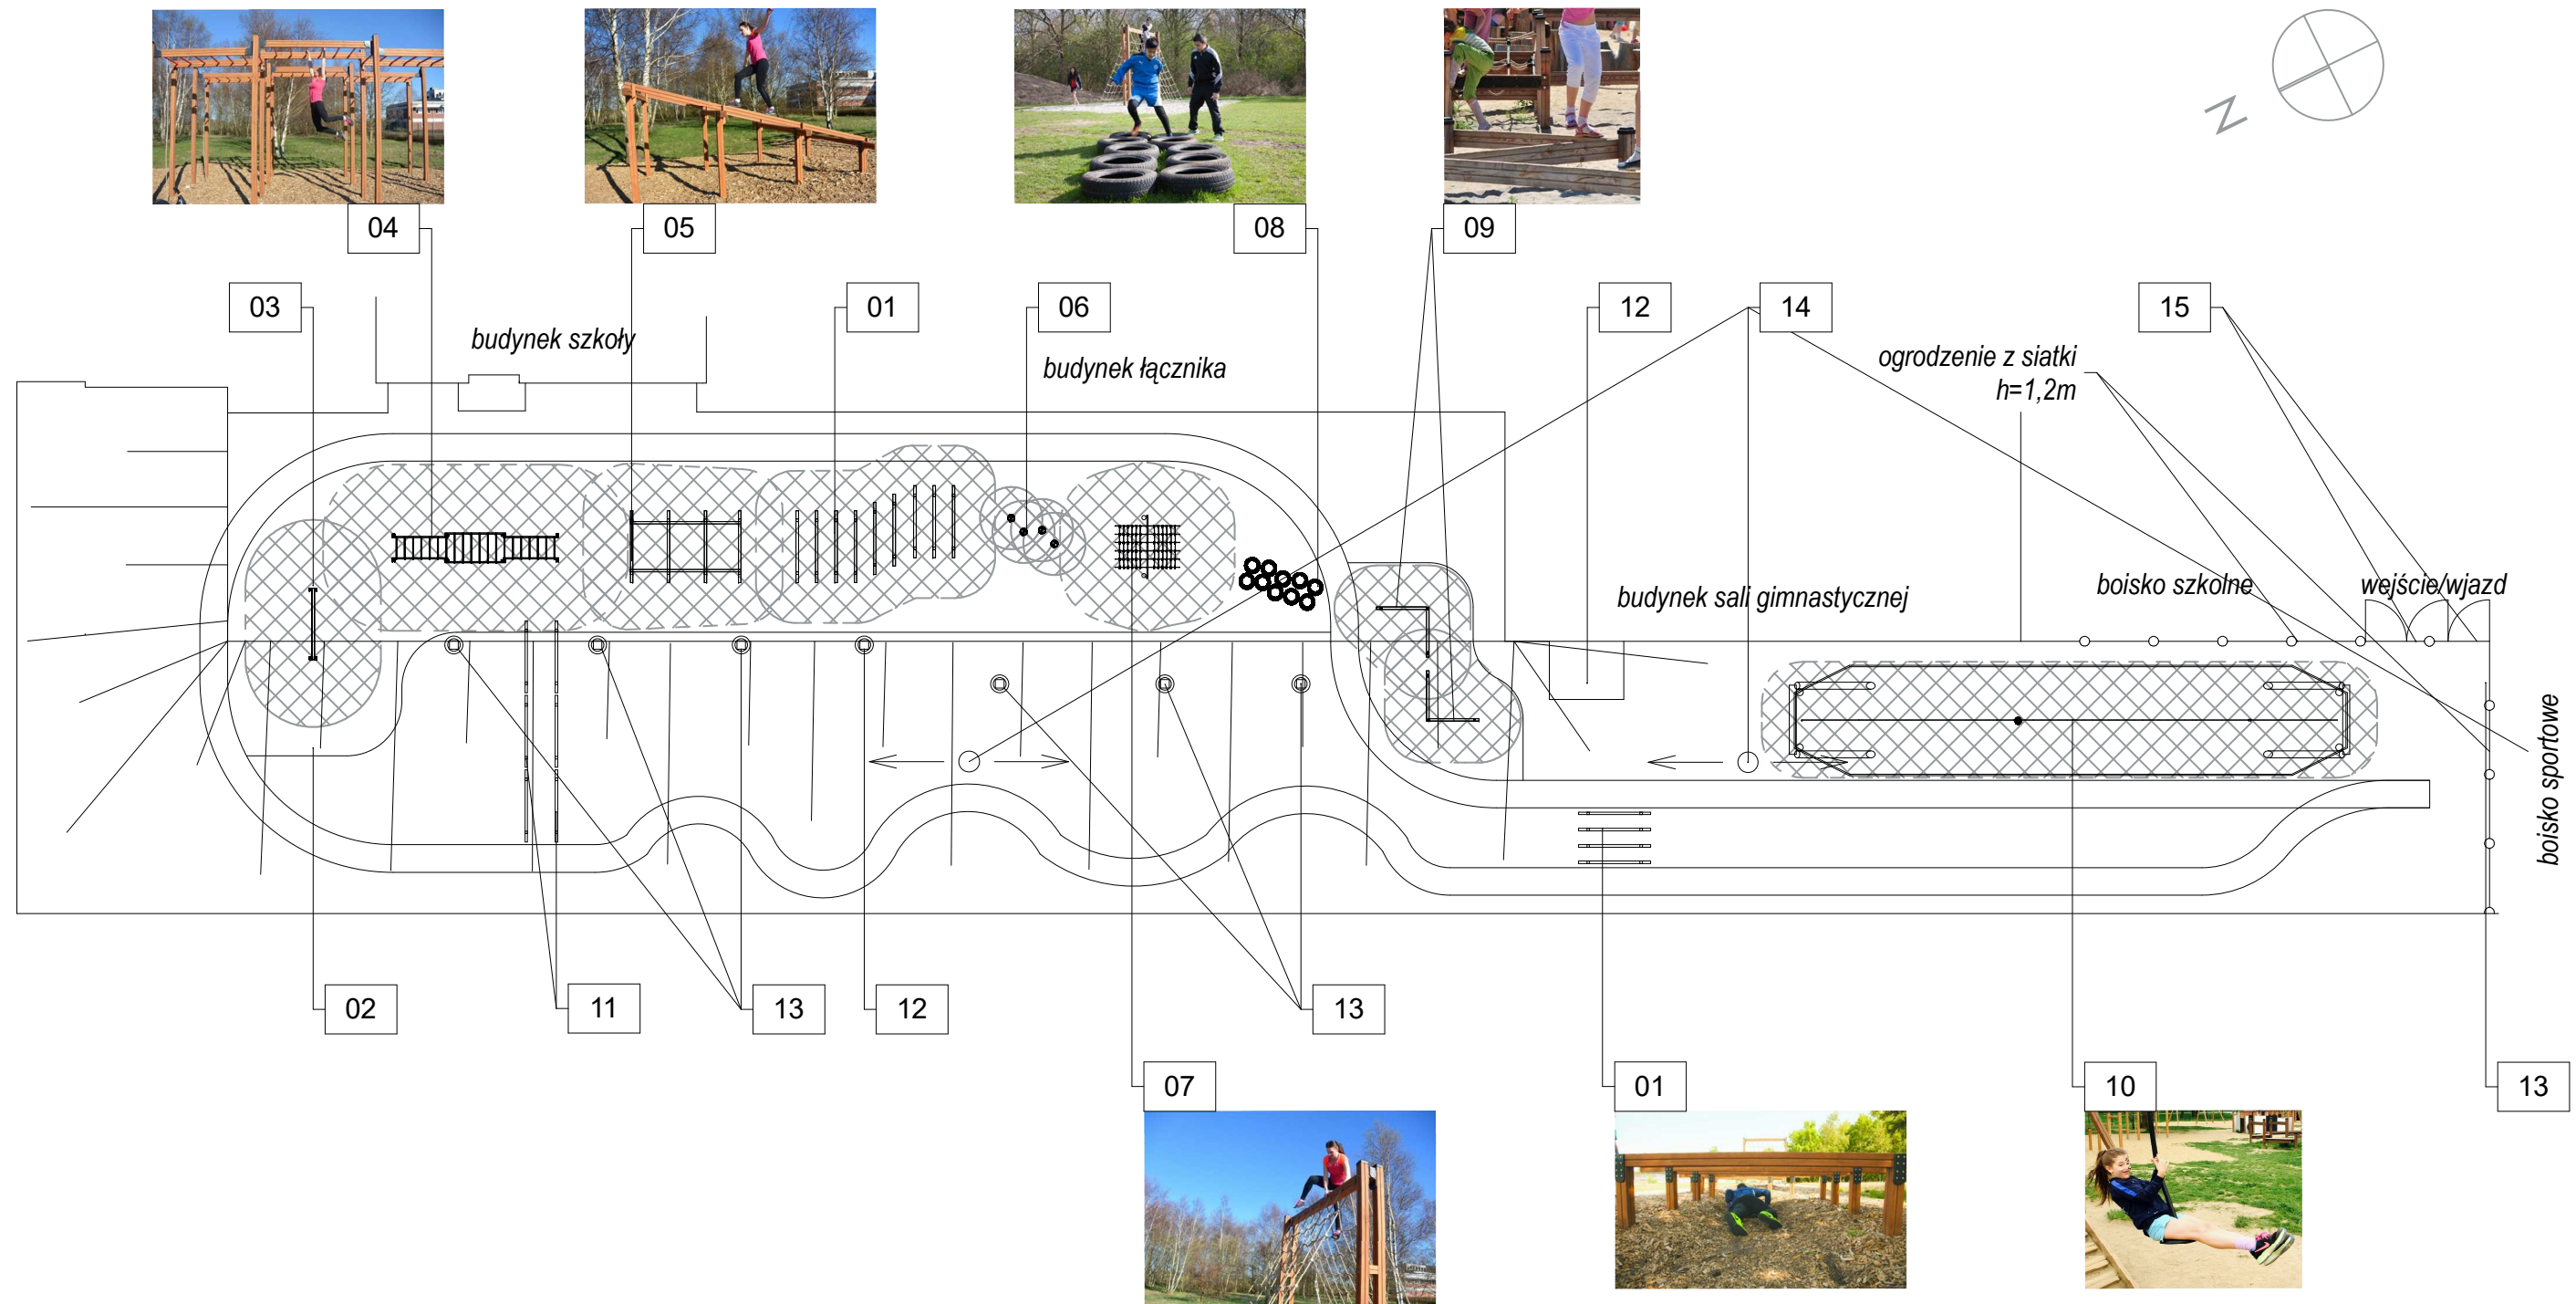 04
05
08
09
N
03
01
06
12
14
15
budynek szkoły
budynek łącznika
ogrodzenie z siatki
h=1,2m
budynek sali gimnastycznej
boisko szkolne
wejście/wjazd
boisko sportowe
02
11
13
12
13
07
01
10
13